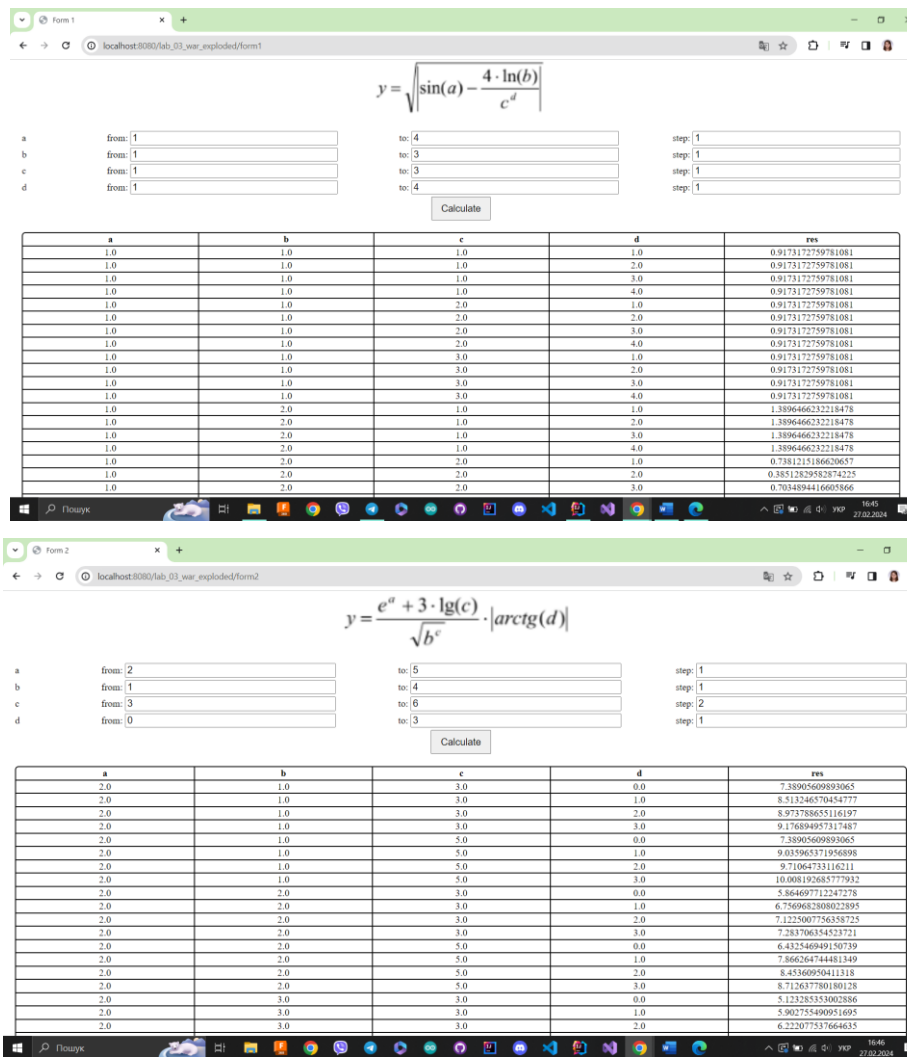 Form 1
localhost:8080/lab_03_war_exploded/form1
y = √|sin(a) − 4 · ln(b) / c^d|
a from: 1 to: 4 step: 1
b from: 1 to: 3 step: 1
c from: 1 to: 3 step: 1
d from: 1 to: 4 step: 1
Calculate
a b c d res
1.0 1.0 1.0 1.0 0.9173172759781081
1.0 1.0 1.0 2.0 0.9173172759781081
1.0 1.0 1.0 3.0 0.9173172759781081
1.0 1.0 1.0 4.0 0.9173172759781081
1.0 1.0 2.0 1.0 0.9173172759781081
1.0 1.0 2.0 2.0 0.9173172759781081
1.0 1.0 2.0 3.0 0.9173172759781081
1.0 1.0 2.0 4.0 0.9173172759781081
1.0 1.0 3.0 1.0 0.9173172759781081
1.0 1.0 3.0 2.0 0.9173172759781081
1.0 1.0 3.0 3.0 0.9173172759781081
1.0 1.0 3.0 4.0 0.9173172759781081
1.0 2.0 1.0 1.0 1.3896466232218478
1.0 2.0 1.0 2.0 1.3896466232218478
1.0 2.0 1.0 3.0 1.3896466232218478
1.0 2.0 1.0 4.0 1.3896466232218478
1.0 2.0 2.0 1.0 0.7381215186620657
1.0 2.0 2.0 2.0 0.38512829582874225
1.0 2.0 2.0 3.0 0.7034894416605866
Пошук
УКР
16:45
27.02.2024
Form 2
localhost:8080/lab_03_war_exploded/form2
y = (e^a + 3 · lg(c)) / √b^c · |arctg(d)|
a from: 2 to: 5 step: 1
b from: 1 to: 4 step: 1
c from: 3 to: 6 step: 2
d from: 0 to: 3 step: 1
Calculate
a b c d res
2.0 1.0 3.0 0.0 7.38905609893065
2.0 1.0 3.0 1.0 8.513246570454777
2.0 1.0 3.0 2.0 8.973788655116197
2.0 1.0 3.0 3.0 9.176894957317487
2.0 1.0 5.0 0.0 7.38905609893065
2.0 1.0 5.0 1.0 9.035965371956898
2.0 1.0 5.0 2.0 9.71064733116211
2.0 1.0 5.0 3.0 10.008192685777932
2.0 2.0 3.0 0.0 5.864697712247278
2.0 2.0 3.0 1.0 6.7569682808022895
2.0 2.0 3.0 2.0 7.1225007756358725
2.0 2.0 3.0 3.0 7.283706354523721
2.0 2.0 5.0 0.0 6.432546949150739
2.0 2.0 5.0 1.0 7.866264744481349
2.0 2.0 5.0 2.0 8.45360950411318
2.0 2.0 5.0 3.0 8.712637780180128
2.0 3.0 3.0 0.0 5.123285353002886
2.0 3.0 3.0 1.0 5.902755490951695
2.0 3.0 3.0 2.0 6.222077537664635
Пошук
УКР
16:46
27.02.2024